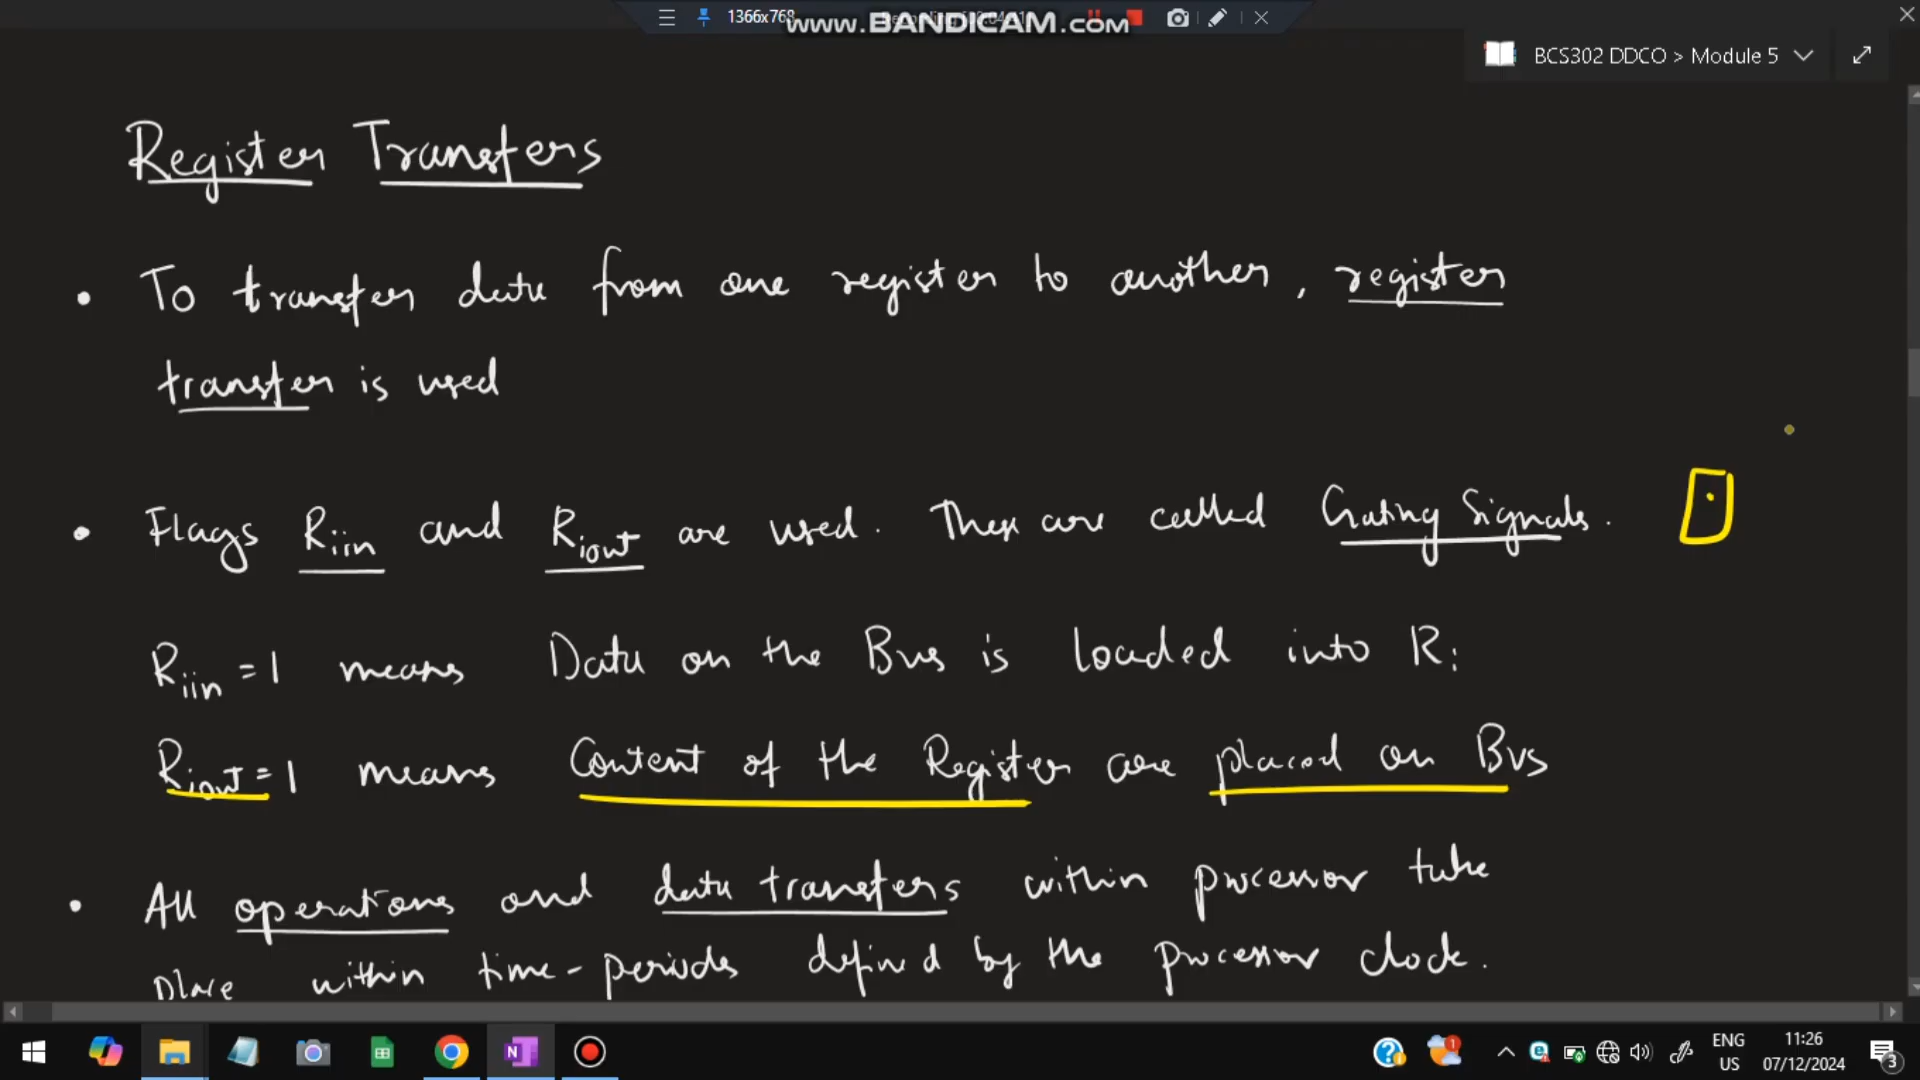 1366x768
www.BANDICAM.com
BCS302 DDCO > Module 5
Register Transfers
• To transfer data from one register to another, register
transfer is used
• Flags Riin and Riout are used. These are called Gating Signals.
Riin = 1 means Data on the Bus is loaded into Ri
Riout = 1 means Content of the Register are placed on Bus
• All operations and data transfers within processor take
place within time-periods defined by the processor clock.
ENG
US
11:26
07/12/2024
3